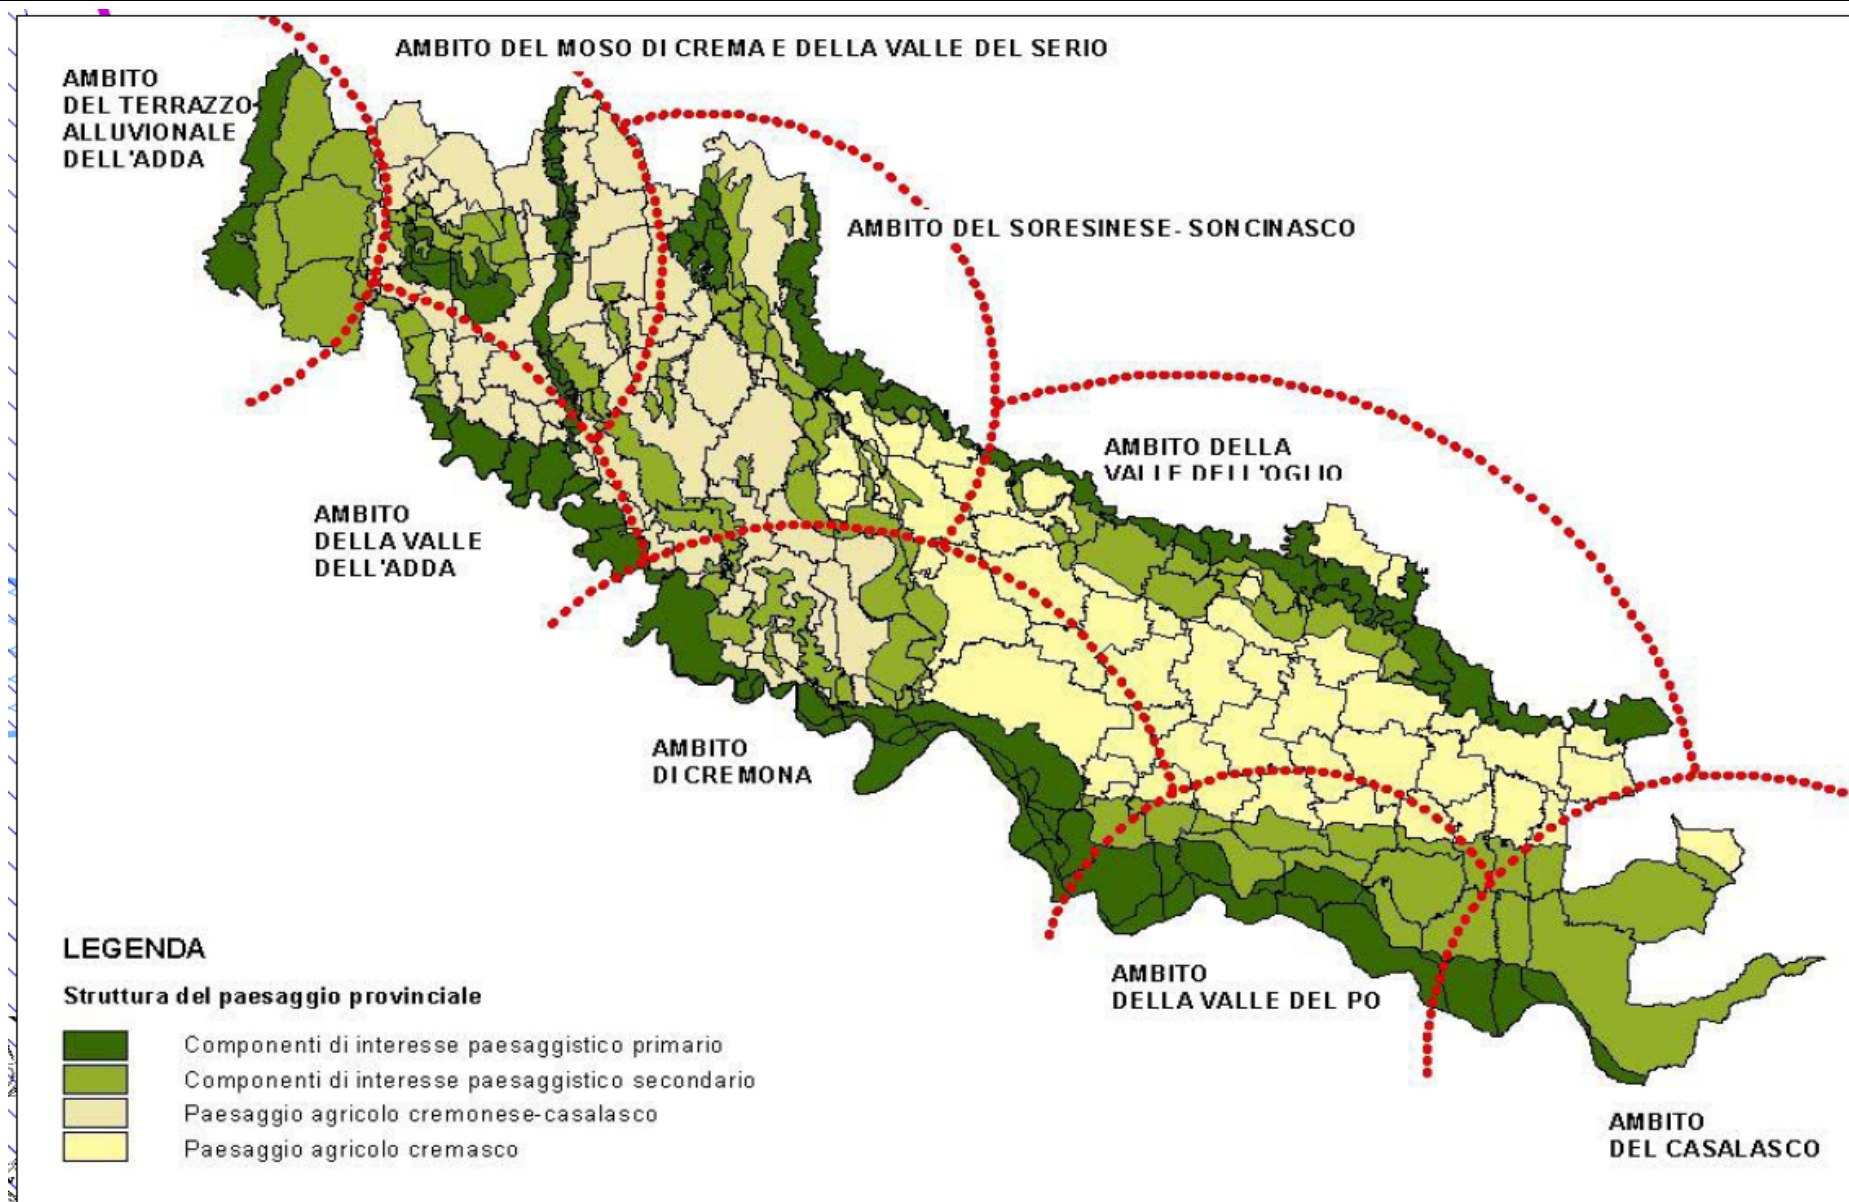 AMBITO DEL MOSO DI CREMA E DELLA VALLE DEL SERIO
AMBITO
DEL TERRAZZO
ALLUVIONALE
DELL'ADDA
AMBITO DEL SORESINESE- SONCINASCO
AMBITO DELLA
VALLE DELL'OGLIO
AMBITO
DELLA VALLE
DELL'ADDA
AMBITO
DI CREMONA
AMBITO
DELLA VALLE DEL PO
AMBITO
DEL CASALASCO
LEGENDA
Struttura del paesaggio provinciale
Componenti di interesse paesaggistico primario
Componenti di interesse paesaggistico secondario
Paesaggio agricolo cremonese-casalasco
Paesaggio agricolo cremasco